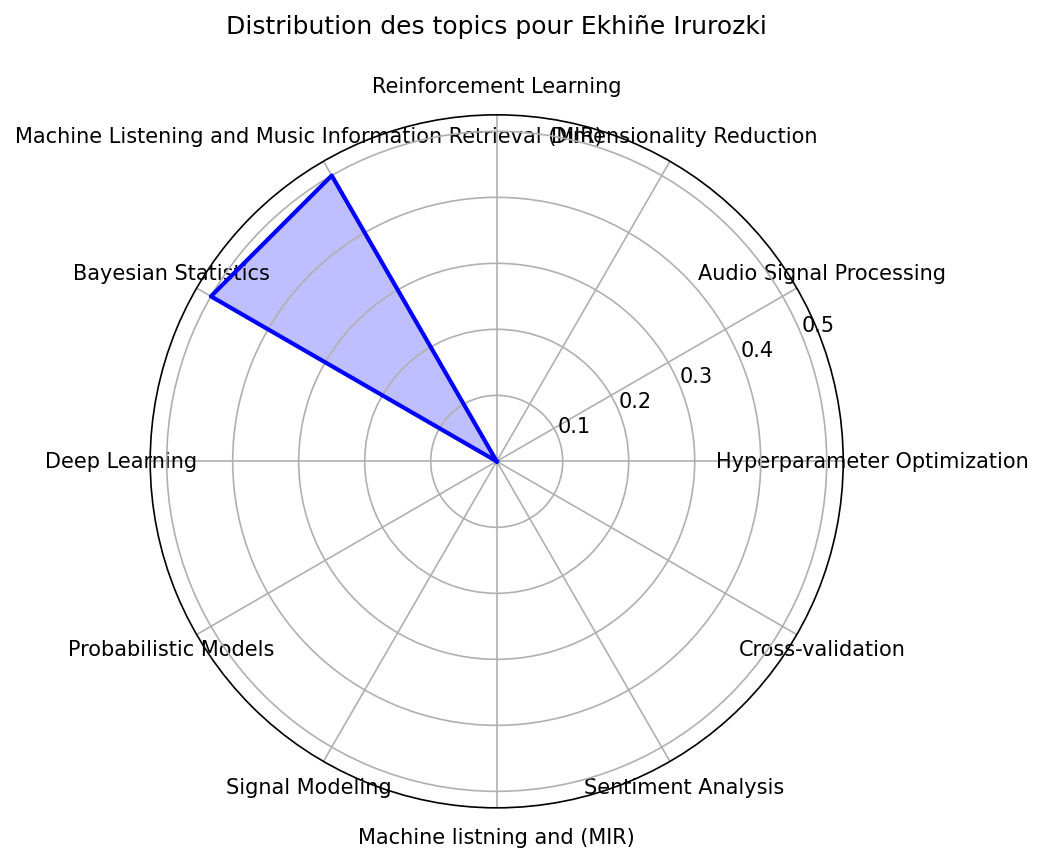 Distribution des topics pour Ekhiñe Irurozki
Reinforcement Learning
Machine Listening and Music Information Retrieval (MIR)
Dimensionality Reduction
Bayesian Statistics
Audio Signal Processing
0.5
0.4
0.3
0.2
0.1
Deep Learning
Hyperparameter Optimization
Probabilistic Models
Cross-validation
Signal Modeling
Sentiment Analysis
Machine listning and (MIR)